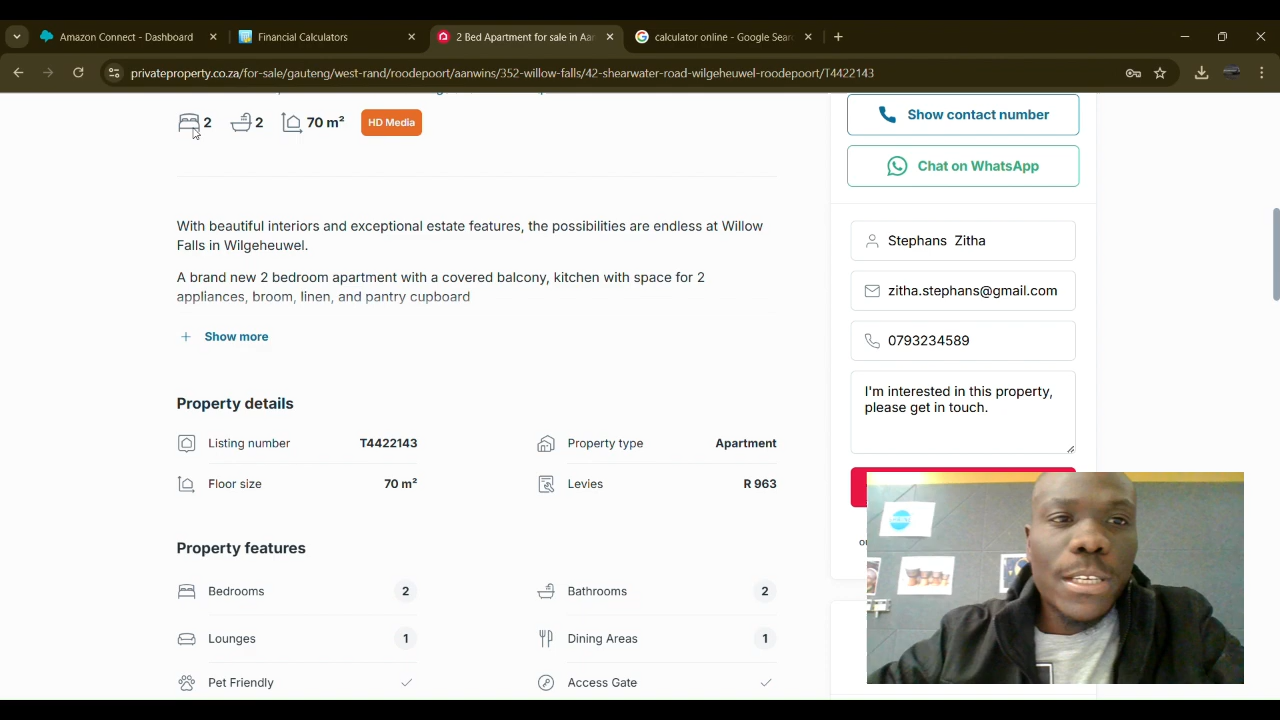 Amazon Connect - Dashboard
Financial Calculators
2 Bed Apartment for sale in Aan
calculator online - Google Sear
privateproperty.co.za/for-sale/gauteng/west-rand/roodepoort/aanwins/352-willow-falls/42-shearwater-road-wilgeheuwel-roodepoort/T4422143
2
2
70 m²
HD Media
Show contact number
Chat on WhatsApp
With beautiful interiors and exceptional estate features, the possibilities are endless at Willow
Falls in Wilgeheuwel.
A brand new 2 bedroom apartment with a covered balcony, kitchen with space for 2
appliances, broom, linen, and pantry cupboard
+ Show more
Stephans Zitha
zitha.stephans@gmail.com
0793234589
I'm interested in this property,
please get in touch.
Property details
Listing number T4422143
Property type Apartment
Floor size 70 m²
Levies R 963
Property features
Bedrooms 2
Bathrooms 2
Lounges 1
Dining Areas 1
Pet Friendly
Access Gate